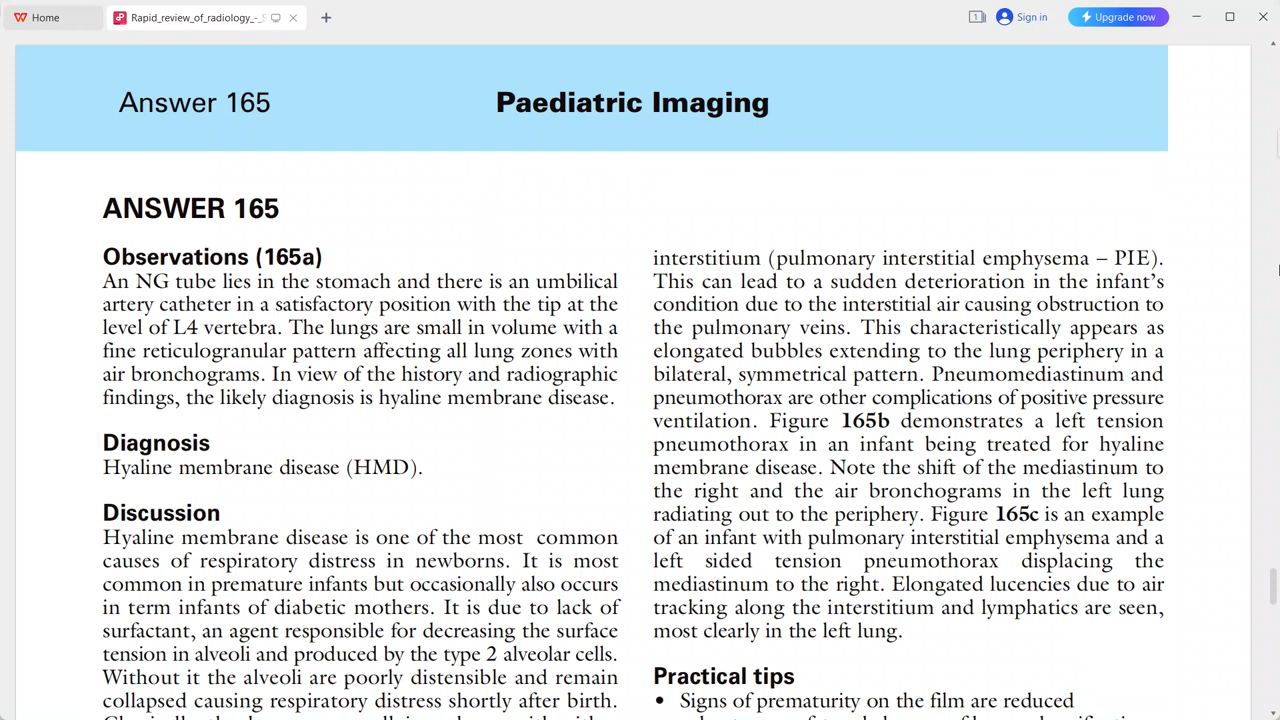 Home
Rapid_review_of_radiology_-_S
1
Sign in
Upgrade now
Answer 165
Paediatric Imaging
ANSWER 165
Observations (165a)
An NG tube lies in the stomach and there is an umbilical
artery catheter in a satisfactory position with the tip at the
level of L4 vertebra. The lungs are small in volume with a
fine reticulogranular pattern affecting all lung zones with
air bronchograms. In view of the history and radiographic
findings, the likely diagnosis is hyaline membrane disease.
Diagnosis
Hyaline membrane disease (HMD).
Discussion
Hyaline membrane disease is one of the most common
causes of respiratory distress in newborns. It is most
common in premature infants but occasionally also occurs
in term infants of diabetic mothers. It is due to lack of
surfactant, an agent responsible for decreasing the surface
tension in alveoli and produced by the type 2 alveolar cells.
Without it the alveoli are poorly distensible and remain
collapsed causing respiratory distress shortly after birth.
interstitium (pulmonary interstitial emphysema – PIE).
This can lead to a sudden deterioration in the infant's
condition due to the interstitial air causing obstruction to
the pulmonary veins. This characteristically appears as
elongated bubbles extending to the lung periphery in a
bilateral, symmetrical pattern. Pneumomediastinum and
pneumothorax are other complications of positive pressure
ventilation. Figure 165b demonstrates a left tension
pneumothorax in an infant being treated for hyaline
membrane disease. Note the shift of the mediastinum to
the right and the air bronchograms in the left lung
radiating out to the periphery. Figure 165c is an example
of an infant with pulmonary interstitial emphysema and a
left sided tension pneumothorax displacing the
mediastinum to the right. Elongated lucencies due to air
tracking along the interstitium and lymphatics are seen,
most clearly in the left lung.
Practical tips
• Signs of prematurity on the film are reduced